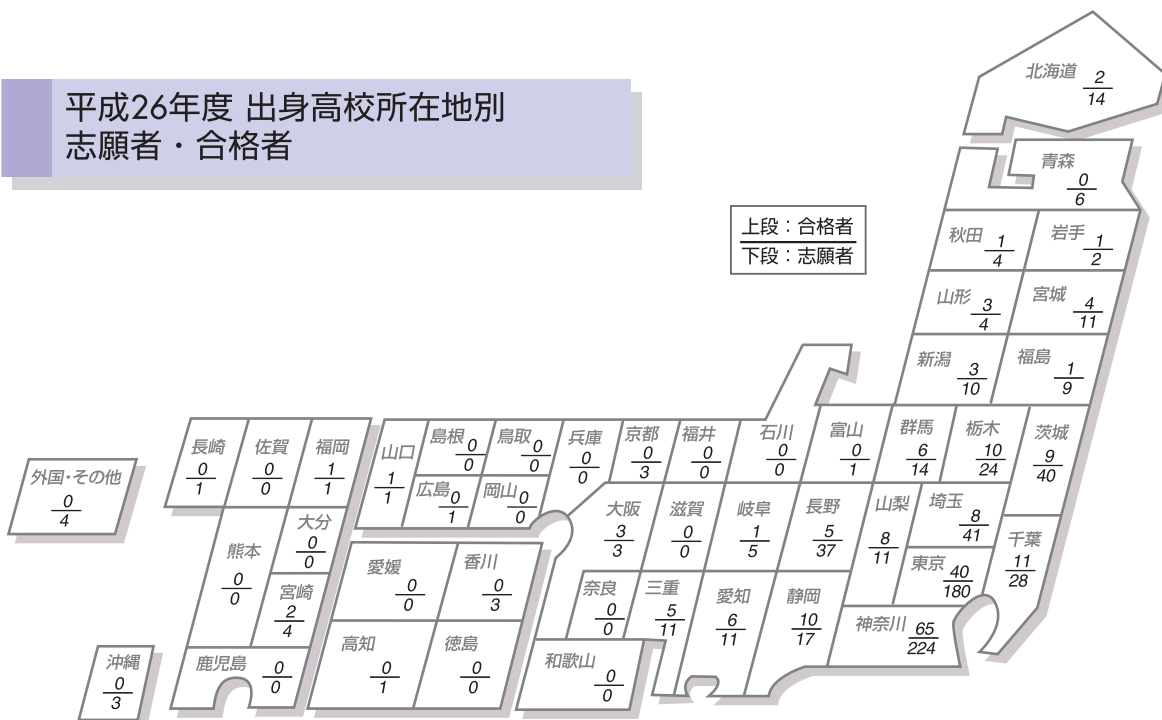 平成26年度 出身高校所在地別
志願者・合格者
上段：合格者
下段：志願者
北海道 2
14
青森 0
6
秋田 1
4
岩手 1
2
山形 3
4
宮城 4
11
新潟 3
10
福島 1
9
長崎
0
1
佐賀
0
0
福岡
1
1
山口
1
1
島根 0
0
鳥取 0
0
広島 0
1
岡山 0
0
兵庫
0
0
京都
0
3
福井
0
0
石川
0
0
富山
0
1
群馬
6
14
栃木
10
24
茨城
9
40
外国・その他
0
4
大分
0
0
熊本
0
0
宮崎
2
4
鹿児島 0
0
沖縄
0
3
愛媛 0
0
香川
0
3
高知
0
1
徳島
0
0
大阪
3
3
滋賀
0
0
岐阜
1
5
長野
5
37
山梨
8
11
埼玉
8
41
東京 40
180
千葉
11
28
奈良
0
0
三重
5
11
愛知
6
11
静岡
10
17
神奈川 65
224
和歌山
0
0